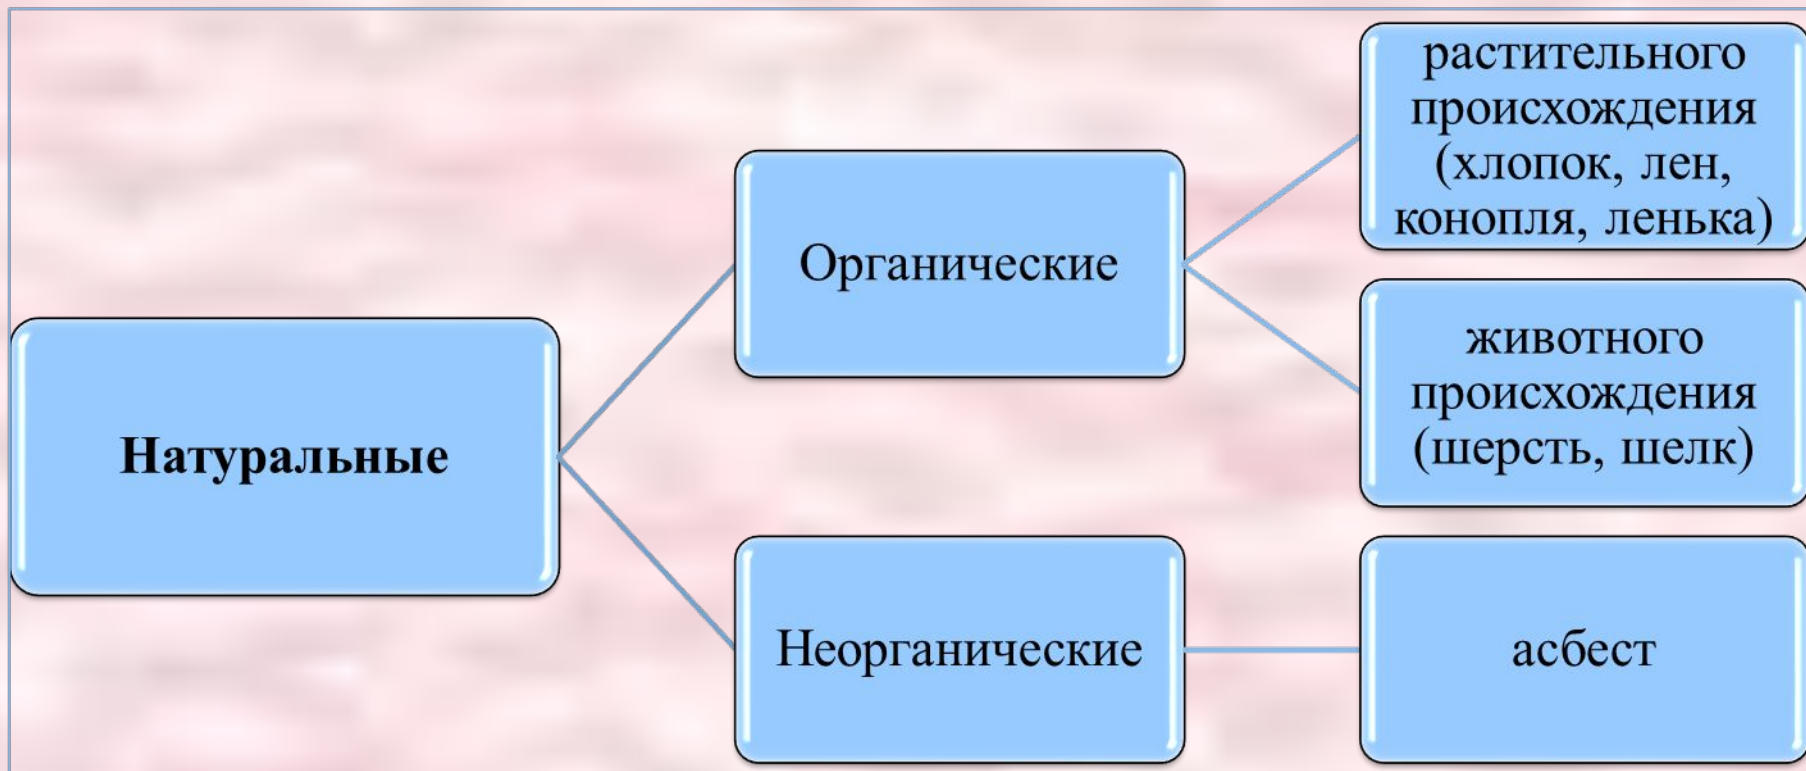 Натуральные
Органические
растительного
происхождения
(хлопок, лен,
конопля, ленька)
животного
происхождения
(шерсть, шелк)
Неорганические
асбест